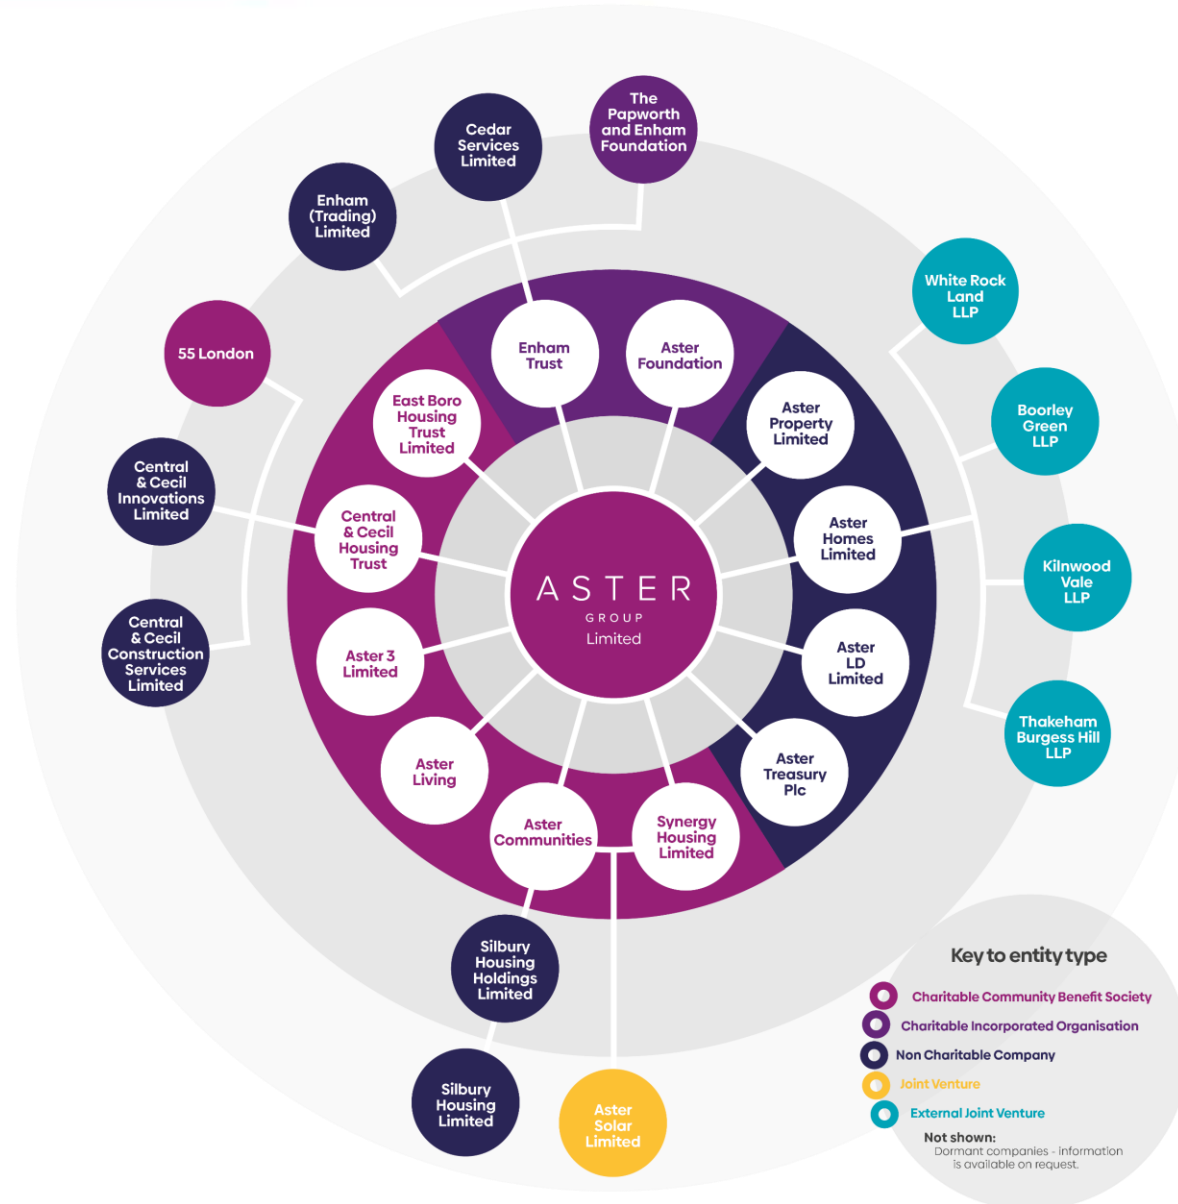 The
Papworth
and Enham
Foundation
Cedar
Services
Limited
Enham
(Trading)
Limited
White Rock
Land
LLP
55 London
Enham
Trust
Aster
Foundation
East Boro
Housing
Trust
Limited
Aster
Property
Limited
Boorley
Green
LLP
Central
& Cecil
Innovations
Limited
Central
& Cecil
Housing
Trust
Aster
Homes
Limited
Kilnwood
Vale
LLP
ASTER
GROUP
Limited
Central
& Cecil
Construction
Services
Limited
Aster 3
Limited
Aster
LD
Limited
Thakeham
Burgess Hill
LLP
Aster
Living
Aster
Treasury
Plc
Aster
Communities
Synergy
Housing
Limited
Silbury
Housing
Holdings
Limited
Silbury
Housing
Limited
Aster
Solar
Limited
Key to entity type
Charitable Community Benefit Society
Charitable Incorporated Organisation
Non Charitable Company
Joint Venture
External Joint Venture
Not shown:
Dormant companies - information
is available on request.